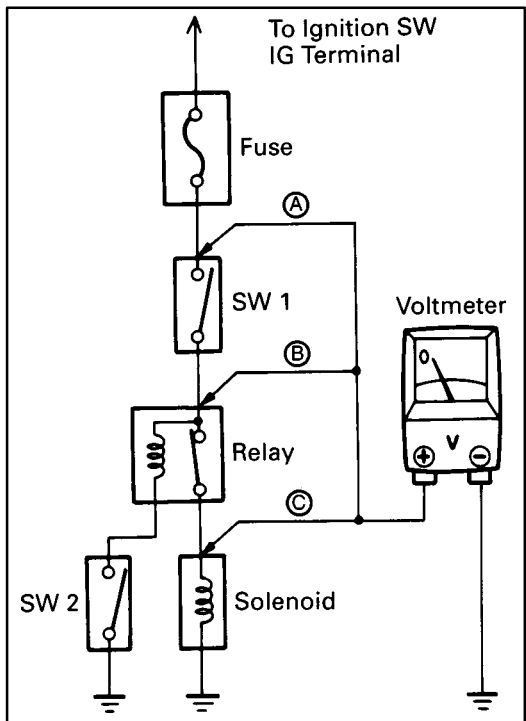 To Ignition SW
IG Terminal
Fuse
A
SW 1
Voltmeter
B
0
Relay
V
+ −
C
SW 2
Solenoid